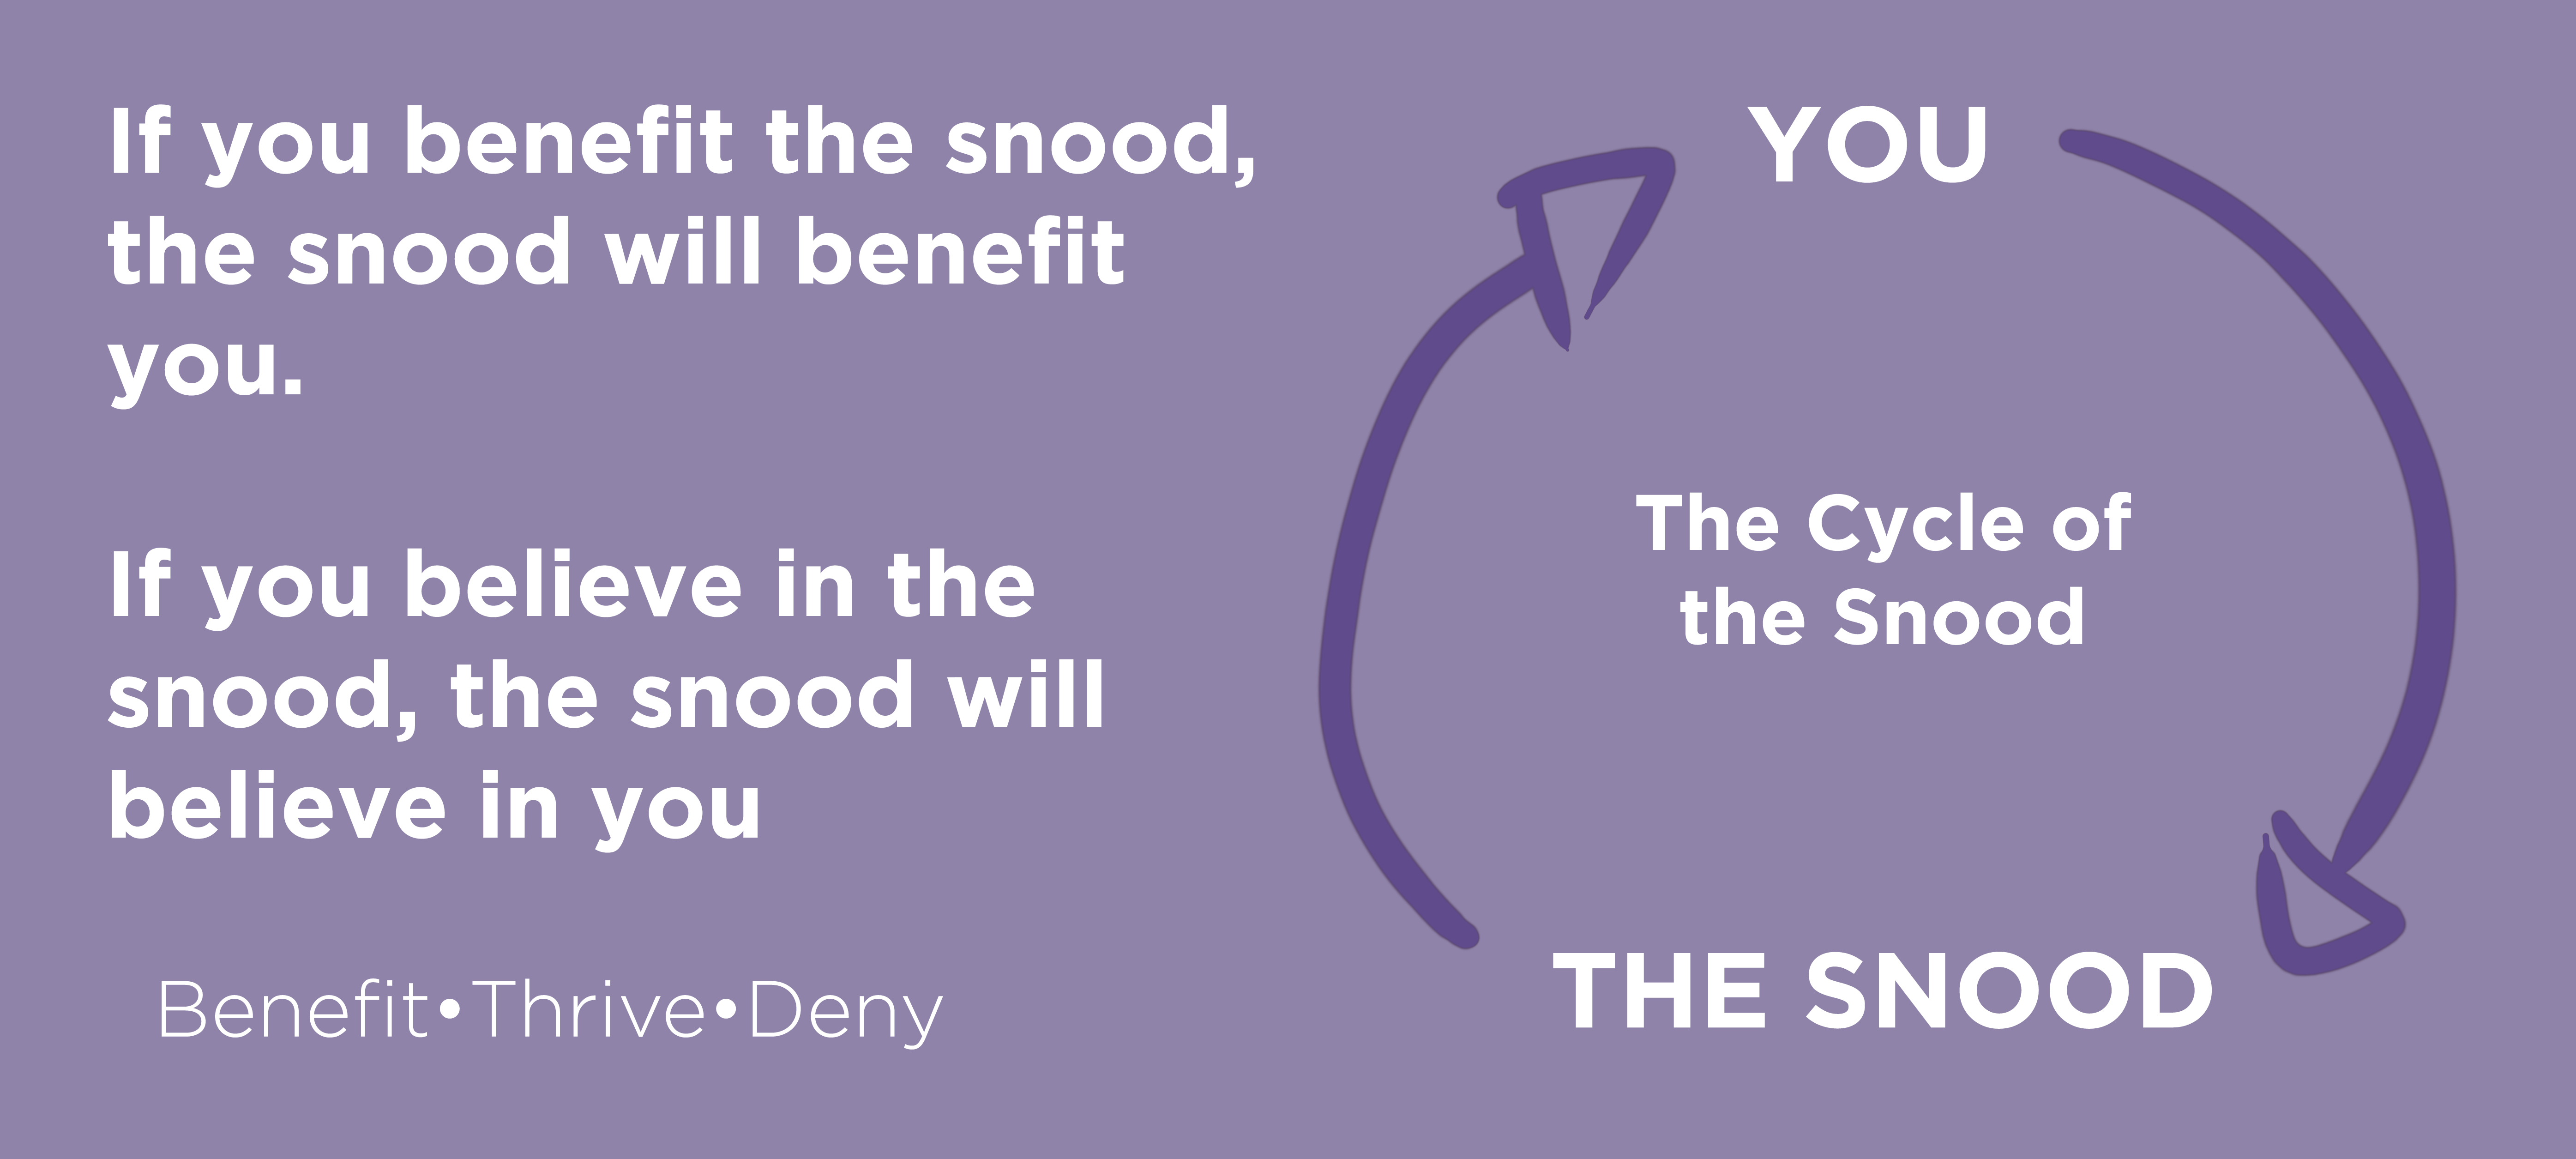 If you benefit the snood,
the snood will benefit
you.
If you believe in the
snood, the snood will
believe in you
Benefit•Thrive•Deny
YOU
The Cycle of
the Snood
THE SNOOD